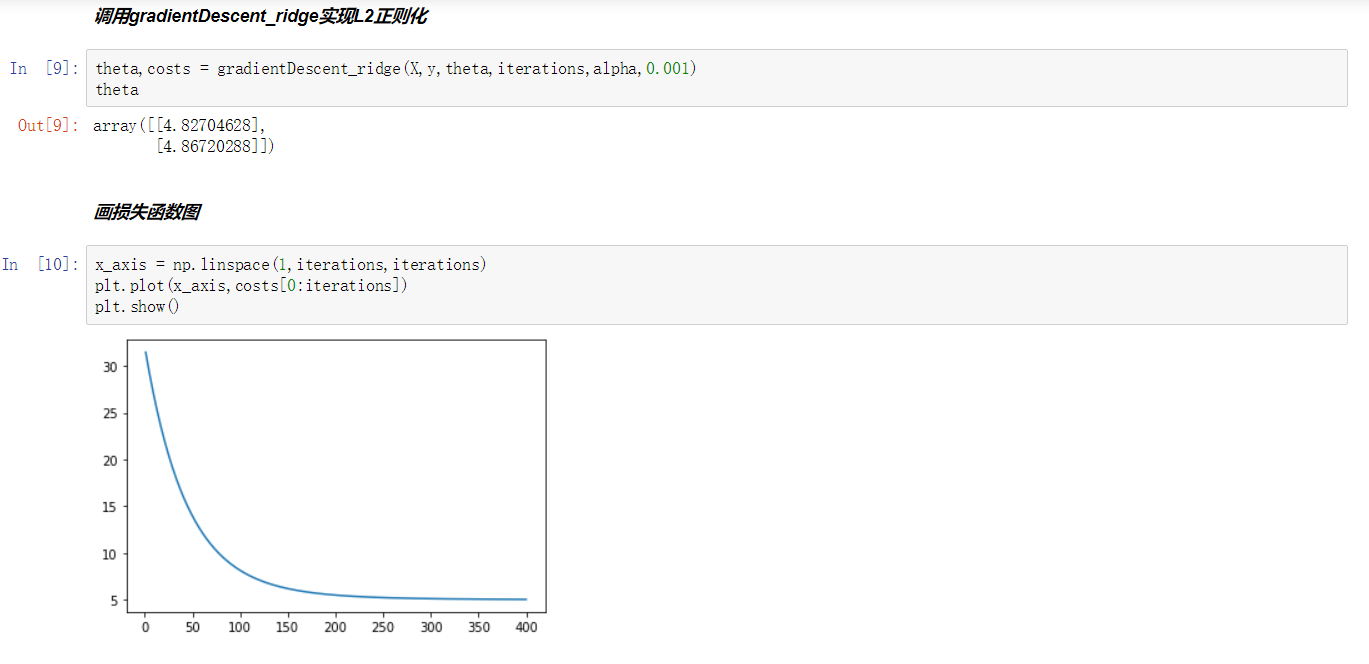 调用gradientDescent_ridge实现L2正则化
In [9]: theta,costs = gradientDescent_ridge(X,y,theta,iterations,alpha,0.001)
theta
Out[9]: array([[4.82704628],
[4.86720288]])
画损失函数图
In [10]: x_axis = np.linspace(1,iterations,iterations)
plt.plot(x_axis,costs[0:iterations])
plt.show()
30
25
20
15
10
5
0 50 100 150 200 250 300 350 400